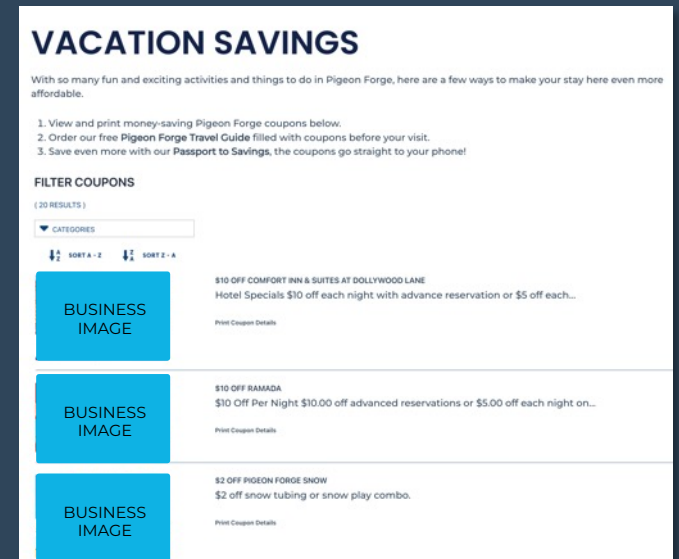 VACATION SAVINGS
With so many fun and exciting activities and things to do in Pigeon Forge, here are a few ways to make your stay here even more
affordable.
1. View and print money-saving Pigeon Forge coupons below.
2. Order our free Pigeon Forge Travel Guide filled with coupons before your visit.
3. Save even more with our Passport to Savings, the coupons go straight to your phone!
FILTER COUPONS
( 20 RESULTS )
CATEGORIES
A Z SORT A - Z Z A SORT Z - A
BUSINESS
IMAGE
$10 OFF COMFORT INN & SUITES AT DOLLYWOOD LANE
Hotel Specials $10 off each night with advance reservation or $5 off each...
Print Coupon Details
BUSINESS
IMAGE
$10 OFF RAMADA
$10 Off Per Night $10.00 off advanced reservations or $5.00 off each night on...
Print Coupon Details
BUSINESS
IMAGE
$2 OFF PIGEON FORGE SNOW
$2 off snow tubing or snow play combo.
Print Coupon Details